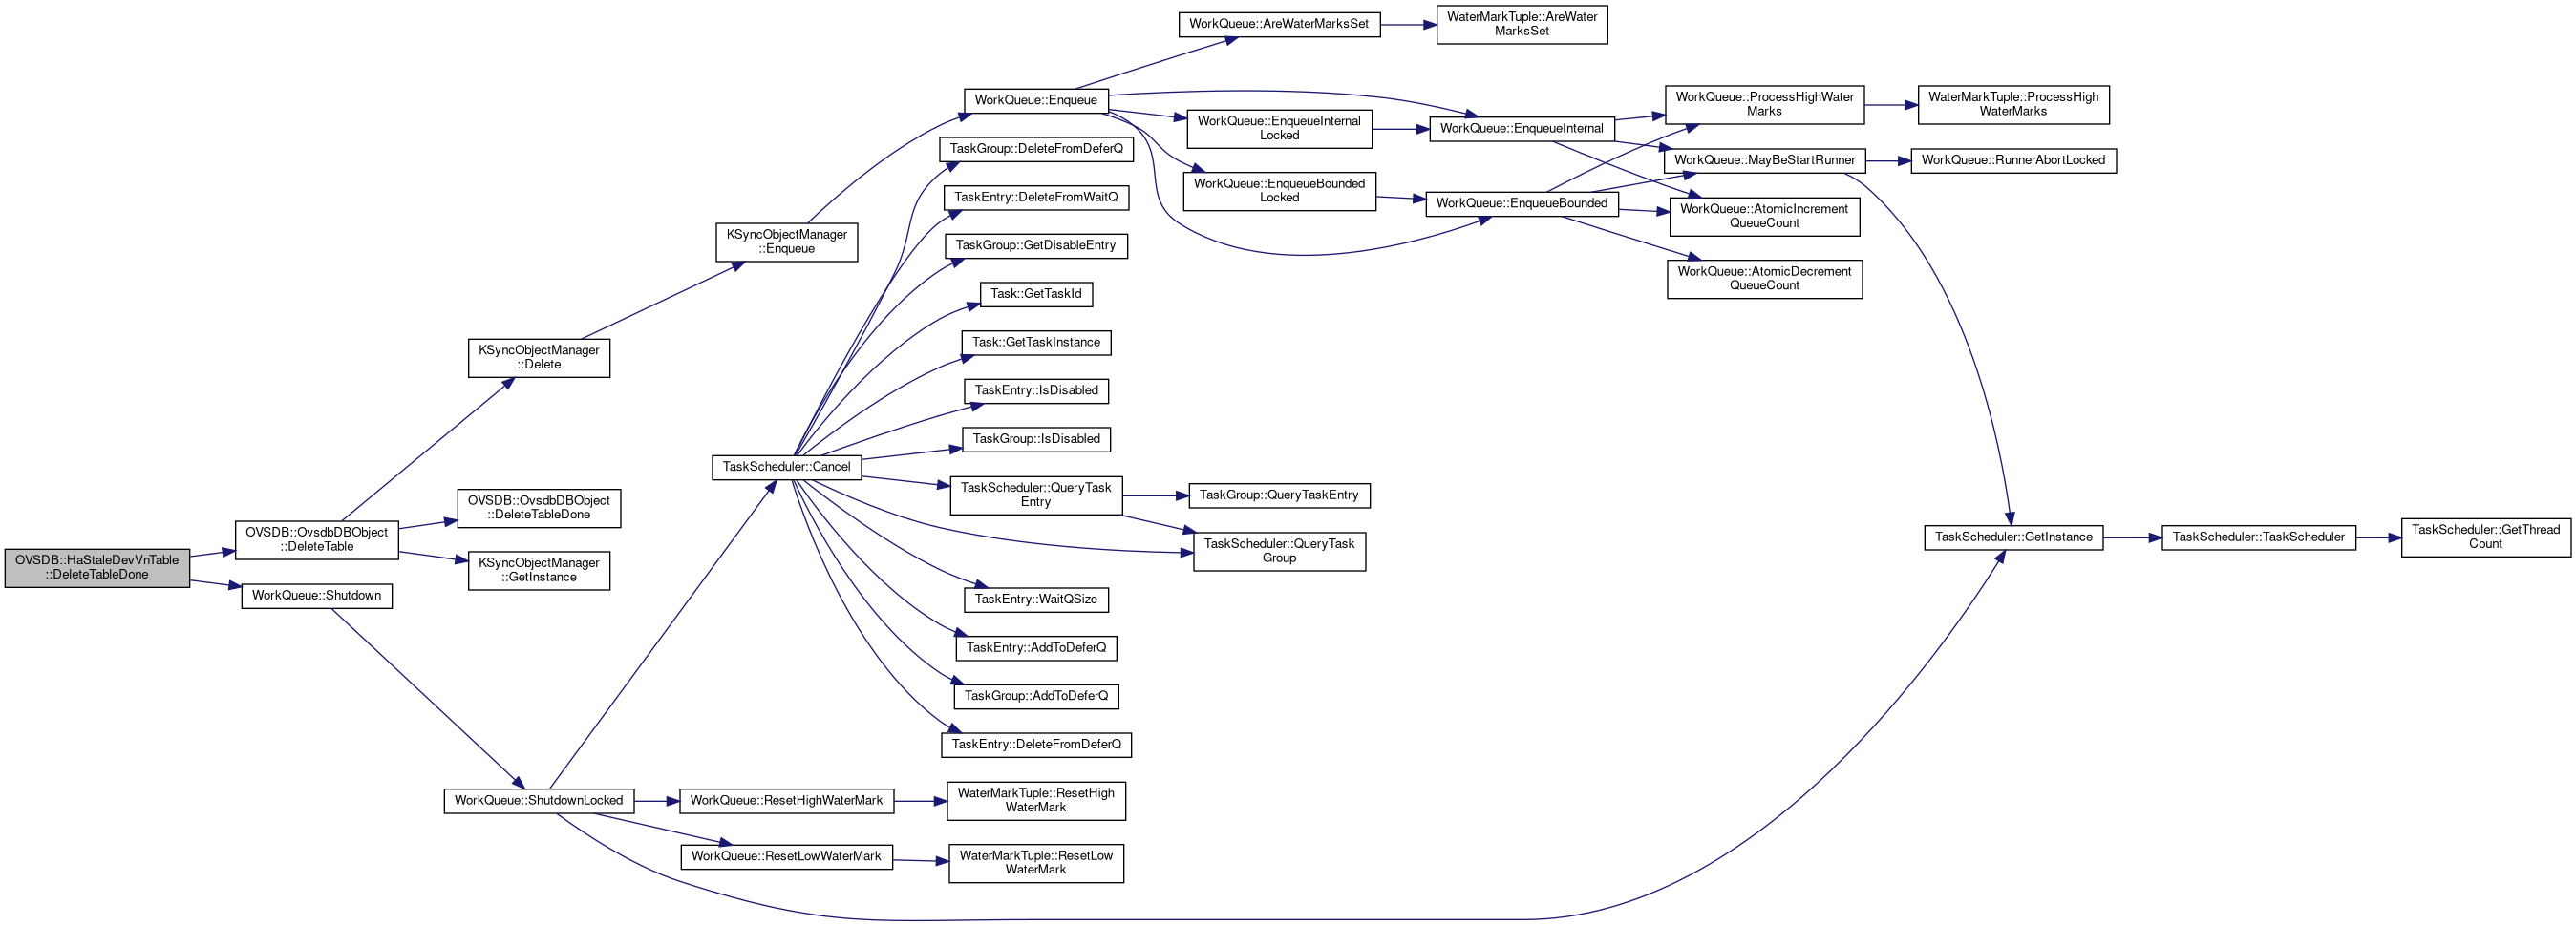 OVSDB::HaStaleDevVnTable
::DeleteTableDone
OVSDB::OvsdbDBObject
::DeleteTable
WorkQueue::Shutdown
KSyncObjectManager
::Delete
OVSDB::OvsdbDBObject
::DeleteTableDone
KSyncObjectManager
::GetInstance
WorkQueue::ShutdownLocked
KSyncObjectManager
::Enqueue
TaskScheduler::Cancel
WorkQueue::ResetHighWaterMark
WorkQueue::ResetLowWaterMark
WorkQueue::Enqueue
TaskGroup::DeleteFromDeferQ
TaskEntry::DeleteFromWaitQ
TaskGroup::GetDisableEntry
Task::GetTaskId
Task::GetTaskInstance
TaskEntry::IsDisabled
TaskGroup::IsDisabled
TaskScheduler::QueryTask
Entry
TaskEntry::WaitQSize
TaskEntry::AddToDeferQ
TaskGroup::AddToDeferQ
TaskEntry::DeleteFromDeferQ
WaterMarkTuple::ResetHigh
WaterMark
WaterMarkTuple::ResetLow
WaterMark
WorkQueue::AreWaterMarksSet
WorkQueue::EnqueueInternal
Locked
WorkQueue::EnqueueBounded
Locked
TaskGroup::QueryTaskEntry
TaskScheduler::QueryTask
Group
WaterMarkTuple::AreWater
MarksSet
WorkQueue::EnqueueInternal
WorkQueue::EnqueueBounded
WorkQueue::ProcessHighWater
Marks
WorkQueue::MayBeStartRunner
WorkQueue::AtomicIncrement
QueueCount
WorkQueue::AtomicDecrement
QueueCount
WaterMarkTuple::ProcessHigh
WaterMarks
WorkQueue::RunnerAbortLocked
TaskScheduler::GetInstance
TaskScheduler::TaskScheduler
TaskScheduler::GetThread
Count